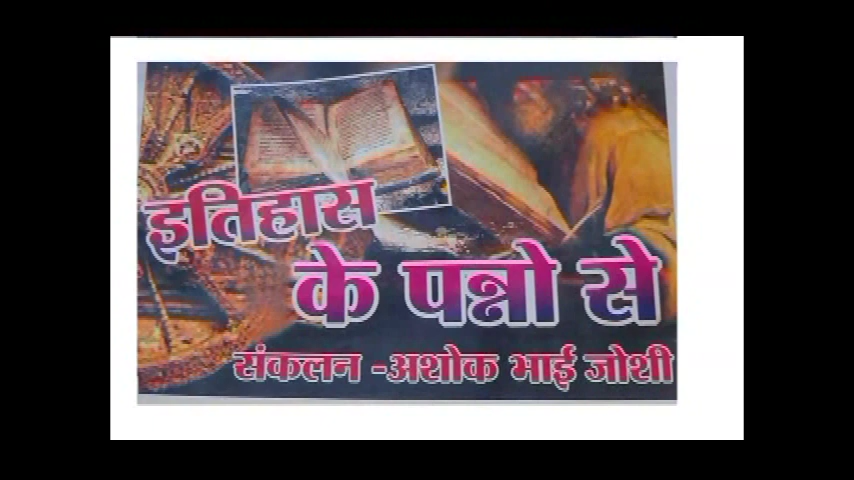 इतिहास
के पन्नो से
संकलन -अशोक भाई जोशी